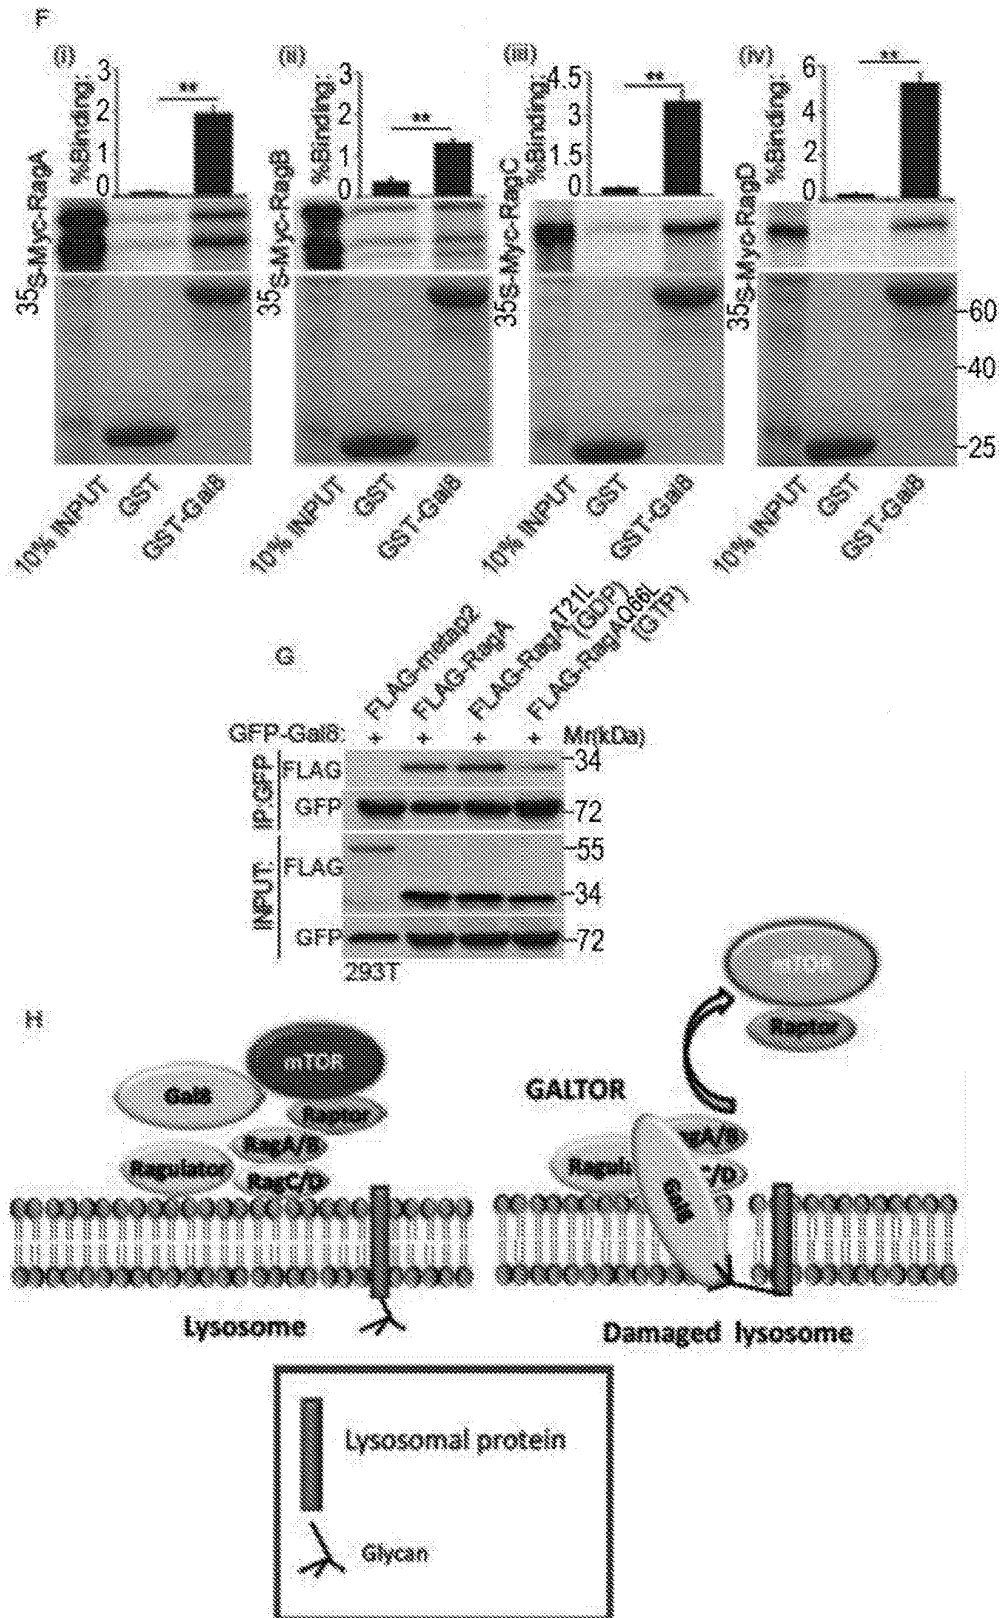 F
(i)
%Binding:
3
2
1
0
**
35S-Myc-RagA
10% INPUT
GST
GST-Gal8
(ii)
%Binding:
3
2
1
0
**
35S-Myc-RagB
10% INPUT
GST
GST-Gal8
(iii)
%Binding:
4.5
3
1.5
0
**
35S-Myc-RagC
10% INPUT
GST
GST-Gal8
(iv)
%Binding:
6
4
2
0
**
35S-Myc-RagD
60
40
25
10% INPUT
GST
GST-Gal8
G
FLAG-metap2
FLAG-RagA
FLAG-RagAT21L (GDP)
FLAG-RagAQ66L (GTP)
GFP-Gal8: + + + + Mr(kDa)
IP:GFP
FLAG 34
GFP 72
INPUT:
FLAG 55
34
GFP 72
293T
H
mTOR
Gal8
Raptor
RagA/B
Ragulator
RagC/D
Lysosome
mTOR
Raptor
GALTOR
agA/B
Ragula
/D
Gal8
Damaged lysosome
Lysosomal protein
Glycan